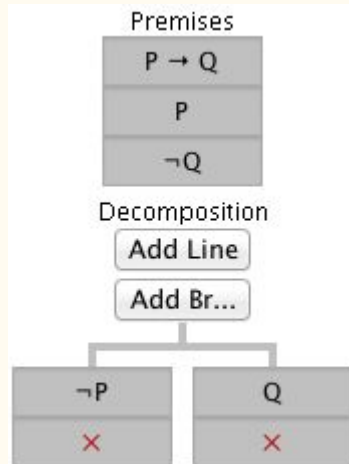 Premises
P → Q
P
¬Q
Decomposition
Add Line
Add Br...
¬P Q
× ×